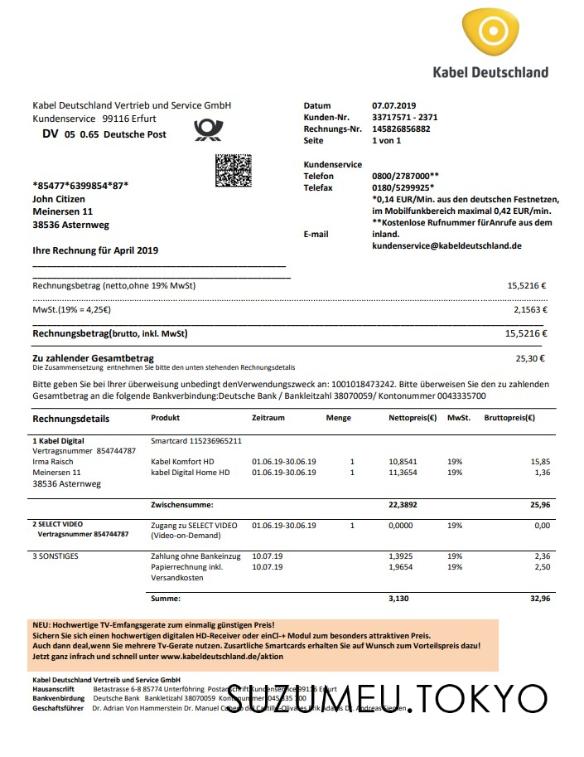 Kabel Deutschland
Kabel Deutschland Vertrieb und Service GmbH
Kundenservice 99116 Erfurt
DV 05 0.65 Deutsche Post
Datum 07.07.2019
Kunden-Nr. 33717571 - 2371
Rechnungs-Nr. 145826856882
Seite 1 von 1
Kundenservice
Telefon 0800/2787000**
Telefax 0180/5299925*
*0,14 EUR/Min. aus den deutschen Festnetzen,
im Mobilfunkbereich maximal 0,42 EUR/min.
**Kostenlose Rufnummer fürAnrufe aus dem
inland.
E-mail
kundenservice@kabeldeutschland.de
*85477*6399854*87*
John Citizen
Meinersen 11
38536 Asternweg
Ihre Rechnung für April 2019
Rechnungsbetrag (netto,ohne 19% MwSt) 15,5216 €
MwSt.(19% = 4,25€) 2,1563 €
Rechnungsbetrag(brutto, inkl. MwSt) 15,5216 €
Zu zahlender Gesamtbetrag 25,30 €
Die Zusammensetzung entnehmen Sie bitte den unten stehenden Rechnungsdetails
Bitte geben Sie bei Ihrer überweisung unbedingt denVerwendungszweck an: 1001018473242. Bitte überweisen Sie den zu zahlenden
Gesamtbetrag an die folgende Bankverbindung:Deutsche Bank / Bankleitzahl 38070059/ Kontonummer 0043335700
Rechnungsdetails Produkt Zeitraum Menge Nettopreis(€) MwSt. Bruttopreis(€)
1 Kabel Digital Smartcard 115236965211
Vertragsnummer 854744787
Irma Raisch Kabel Komfort HD 01.06.19-30.06.19 1 10,8541 19% 15,85
Meinersen 11 kabel Digital Home HD 01.06.19-30.06.19 1 11,3654 19% 1,36
38536 Asternweg
Zwischensumme: 22,3892 25,96
2 SELECT VIDEO Zugang zu SELECT VIDEO 01.06.19-30.06.19 1 0,0000 19% 0,00
Vertragsnummer 854744787 (Video-on-Demand)
3 SONSTIGES Zahlung ohne Bankeinzug 10.07.19 1,3925 19% 2,36
Papierrechnung inkl. 10.07.19 1,9654 19% 2,50
Versandkosten
Summe: 3,130 32,96
NEU: Hochwertige TV-Emfangsgerate zum einmalig günstigen Preis!
Sichern Sie sich einen hochwertigen digitalen HD-Receiver oder einCI-+ Modul zum besonders attraktiven Preis.
Auch dann deal,wenn Sie mehrere Tv-Gerate nutzen. Zusatliche Smartcards erhalten Sie auf Wunsch zum Vorteilspreis dazu!
Jetzt ganz infrach und schnell unter www.kabeldeutschland.de/aktion
Kabel Deutschland Vertrieb und Service GmbH
Hausanscrlift Betastrasse 6-8 85774 Unterföhring Postanschrift Kundenservice 99116 Erfurt
Bankverbindung Deutsche Bank Bankletizahl 38070059
Geschaftsführer Dr. Adrian Von Hammerstein Dr. Manuel
SUZUMEU.TOKYO